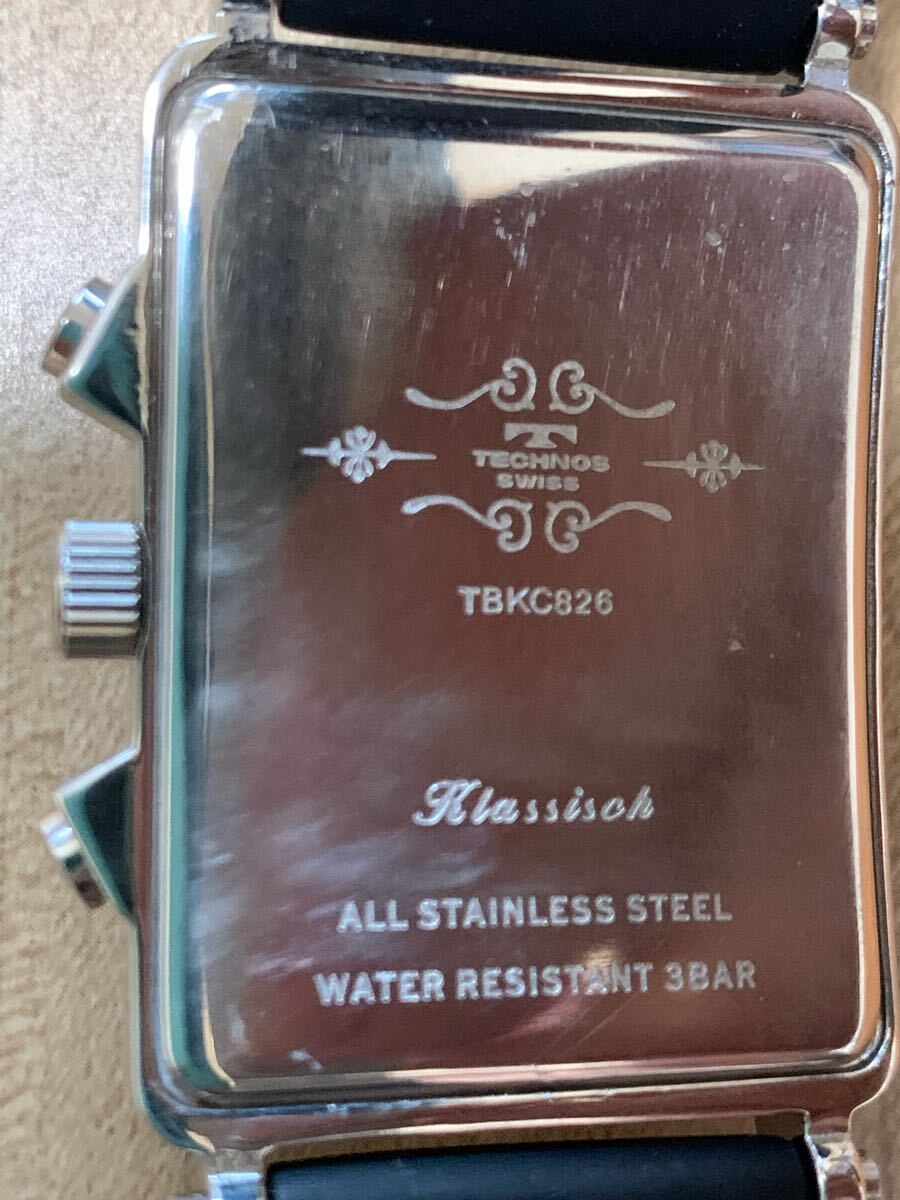 T
TECHNOS
SWISS
TBKC826
Klassisch
ALL STAINLESS STEEL
WATER RESISTANT 3BAR